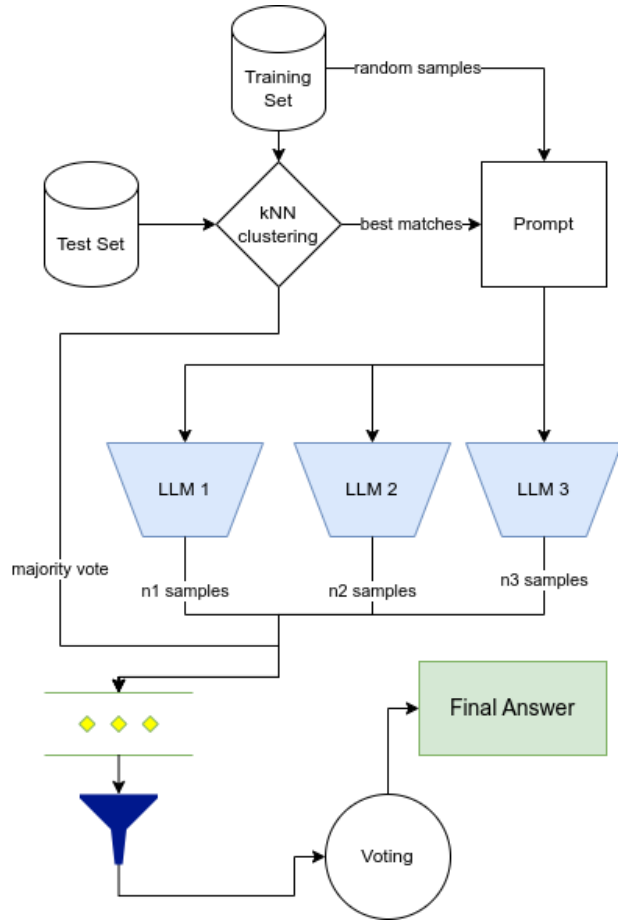 Training
Set
random samples
Test Set
kNN
clustering
best matches
Prompt
LLM 1
LLM 2
LLM 3
majority vote
n1 samples
n2 samples
n3 samples
Final Answer
Voting